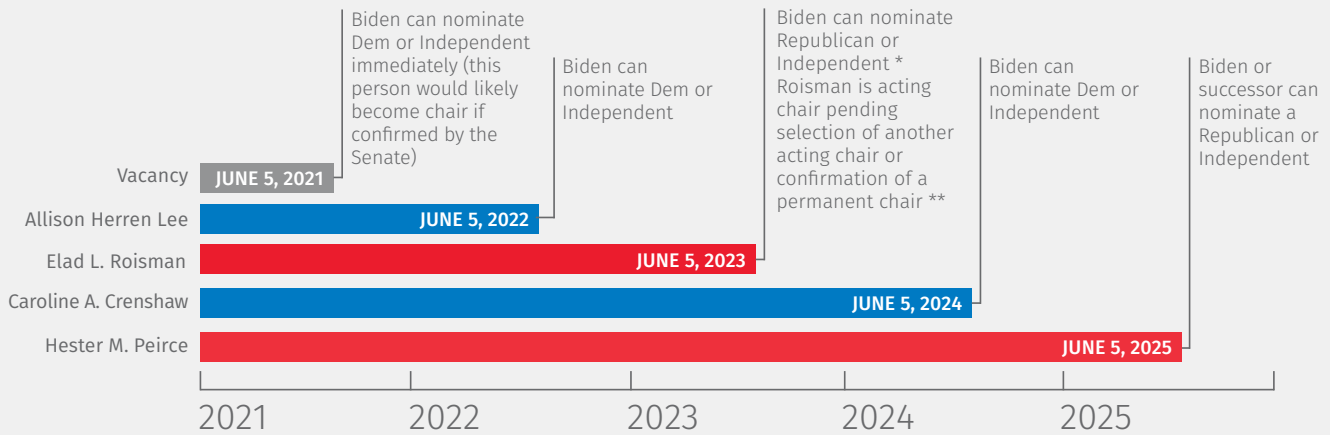 Biden can nominate
Dem or Independent
immediately (this
person would likely
become chair if
confirmed by the
Senate)
Biden can
nominate Dem or
Independent
Biden can nominate
Republican or
Independent *
Roisman is acting
chair pending
selection of another
acting chair or
confirmation of a
permanent chair **
Biden can
nominate Dem or
Independent
Biden or
successor can
nominate a
Republican or
Independent
Vacancy
JUNE 5, 2021
Allison Herren Lee
JUNE 5, 2022
Elad L. Roisman
JUNE 5, 2023
Caroline A. Crenshaw
JUNE 5, 2024
Hester M. Peirce
JUNE 5, 2025
2021
2022
2023
2024
2025